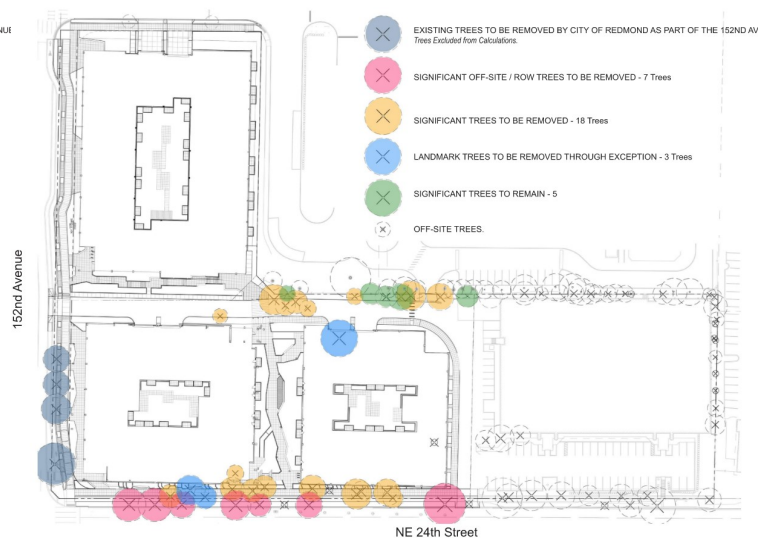 NUE
EXISTING TREES TO BE REMOVED BY CITY OF REDMOND AS PART OF THE 152ND AV
Trees Excluded from Calculations.
SIGNIFICANT OFF-SITE / ROW TREES TO BE REMOVED - 7 Trees
SIGNIFICANT TREES TO BE REMOVED - 18 Trees
LANDMARK TREES TO BE REMOVED THROUGH EXCEPTION - 3 Trees
SIGNIFICANT TREES TO REMAIN - 5
OFF-SITE TREES.
152nd Avenue
NE 24th Street